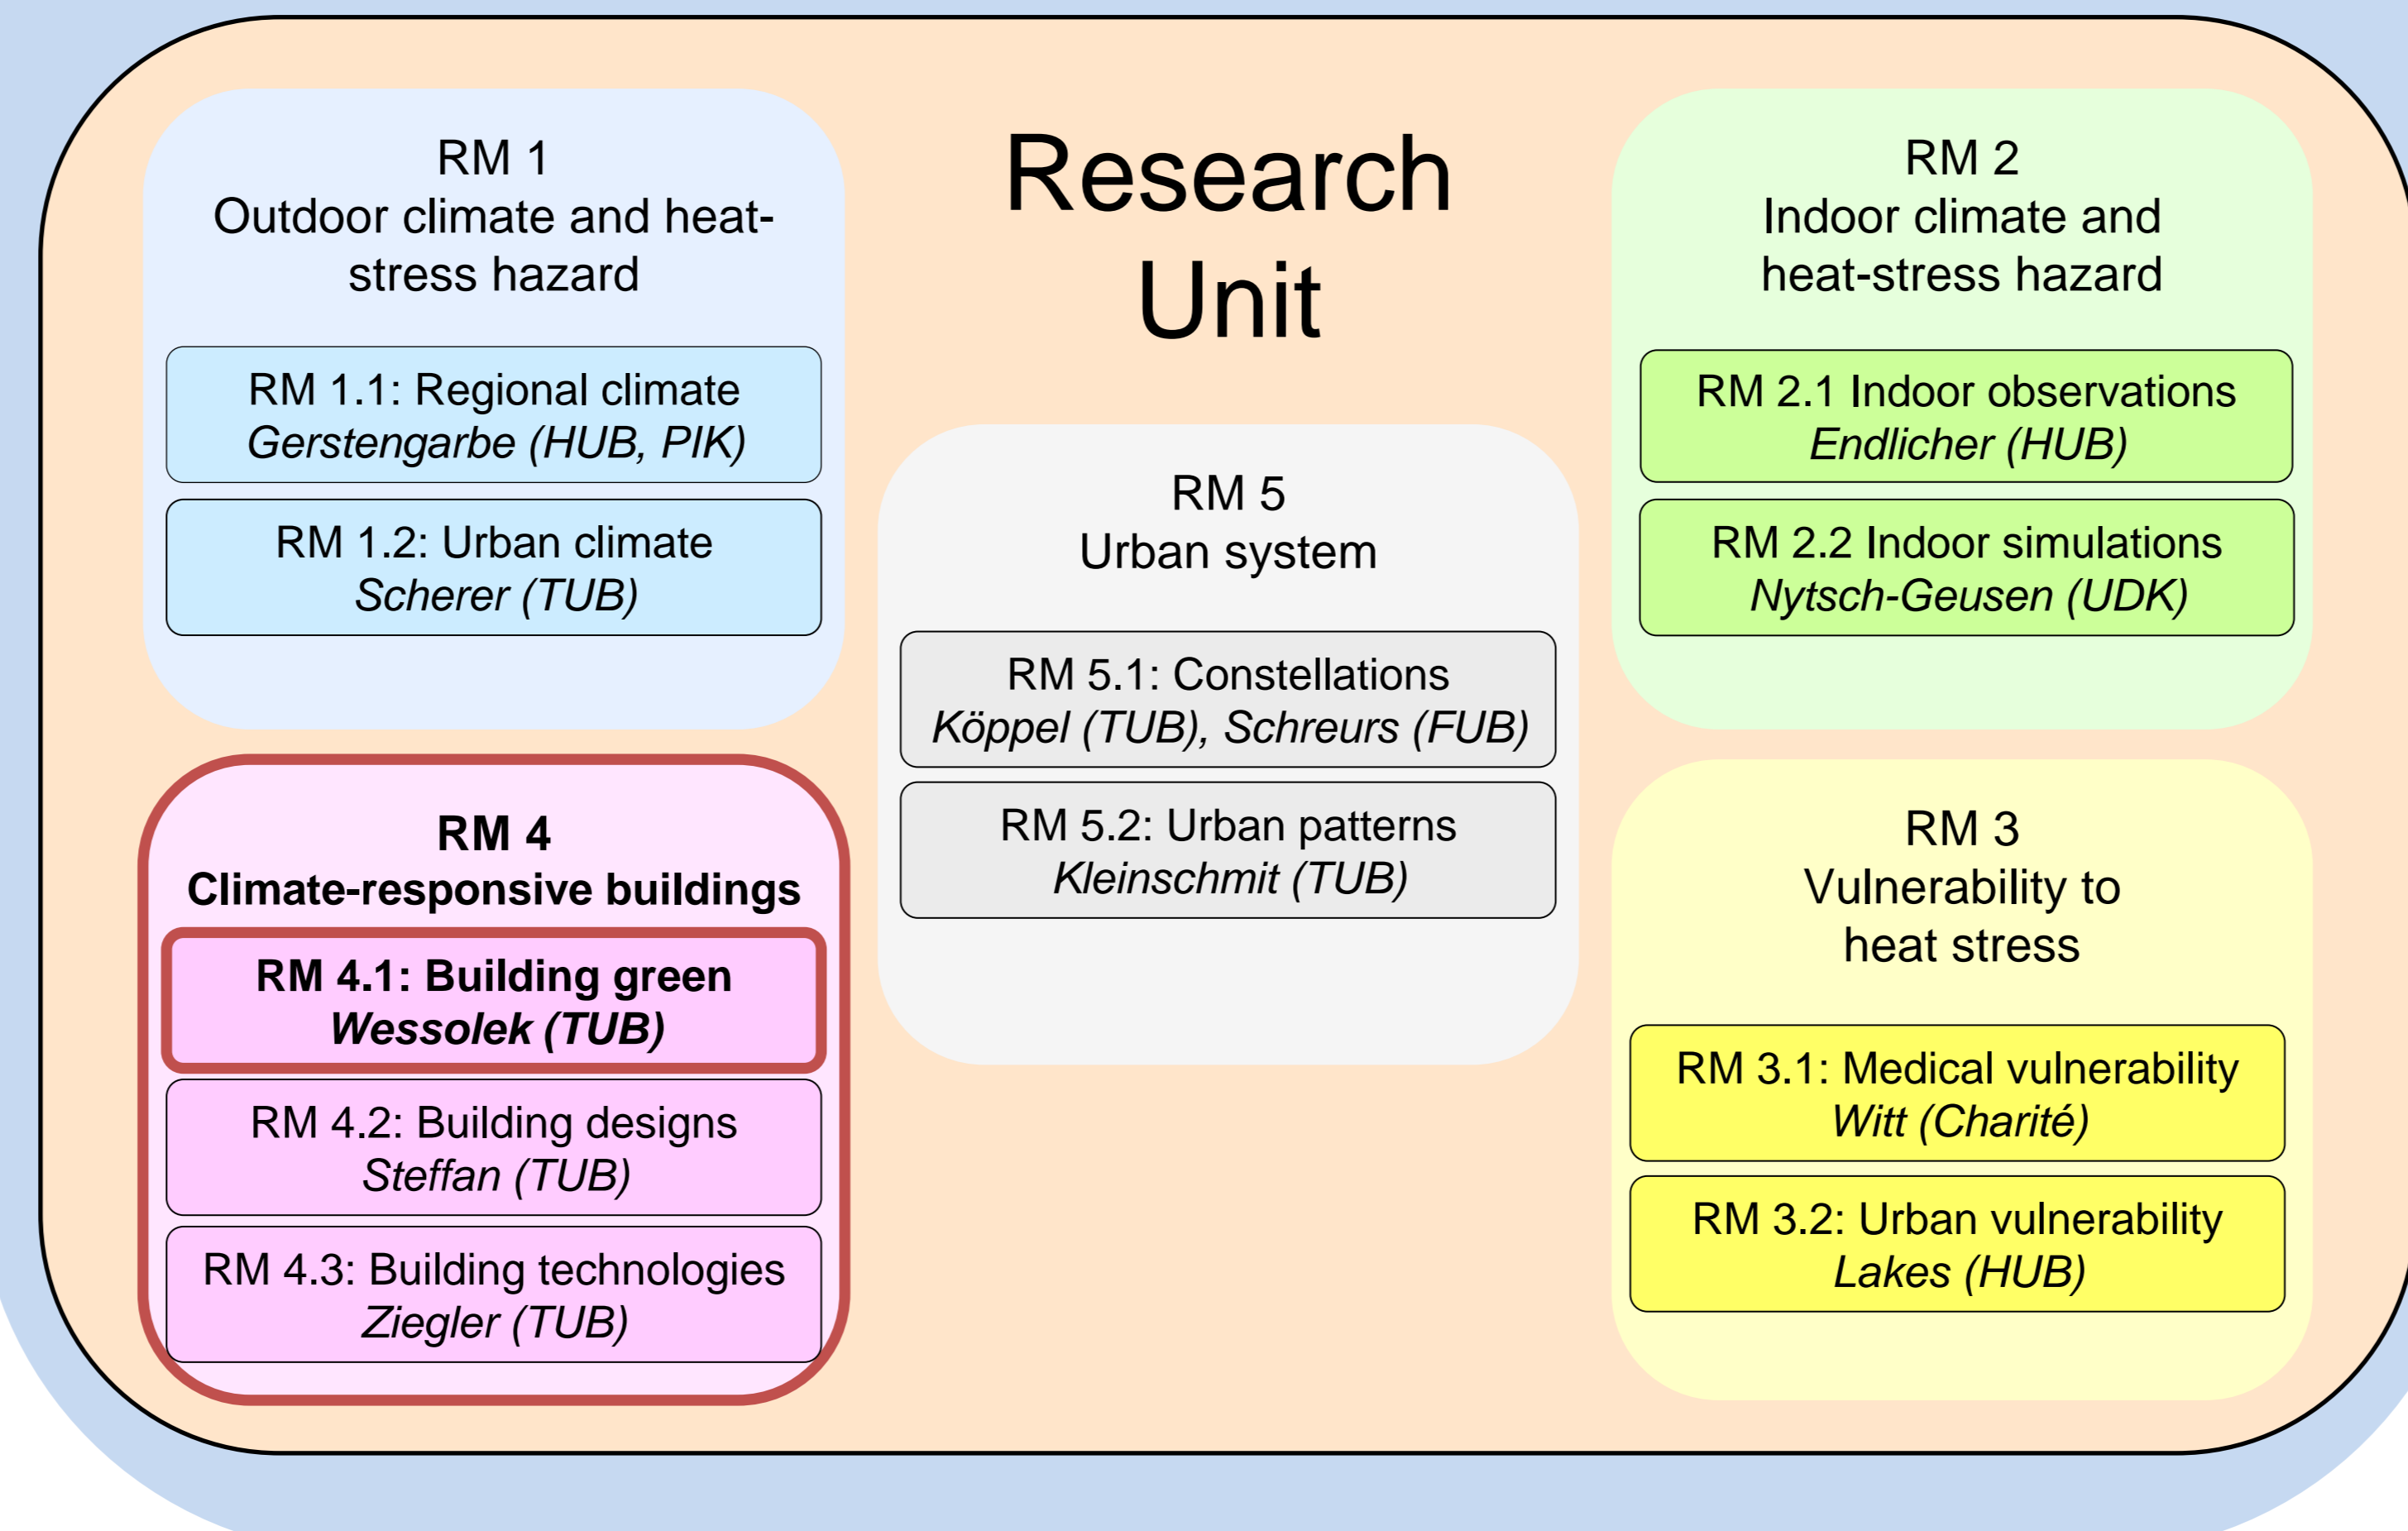 Research
Unit
RM 1
Outdoor climate and heat-
stress hazard
RM 1.1: Regional climate
Gerstengarbe (HUB, PIK)
RM 1.2: Urban climate
Scherer (TUB)
RM 2
Indoor climate and
heat-stress hazard
RM 2.1 Indoor observations
Endlicher (HUB)
RM 2.2 Indoor simulations
Nytsch-Geusen (UDK)
RM 5
Urban system
RM 5.1: Constellations
Köppel (TUB), Schreurs (FUB)
RM 5.2: Urban patterns
Kleinschmit (TUB)
RM 4
Climate-responsive buildings
RM 4.1: Building green
Wessolek (TUB)
RM 4.2: Building designs
Steffan (TUB)
RM 4.3: Building technologies
Ziegler (TUB)
RM 3
Vulnerability to
heat stress
RM 3.1: Medical vulnerability
Witt (Charité)
RM 3.2: Urban vulnerability
Lakes (HUB)